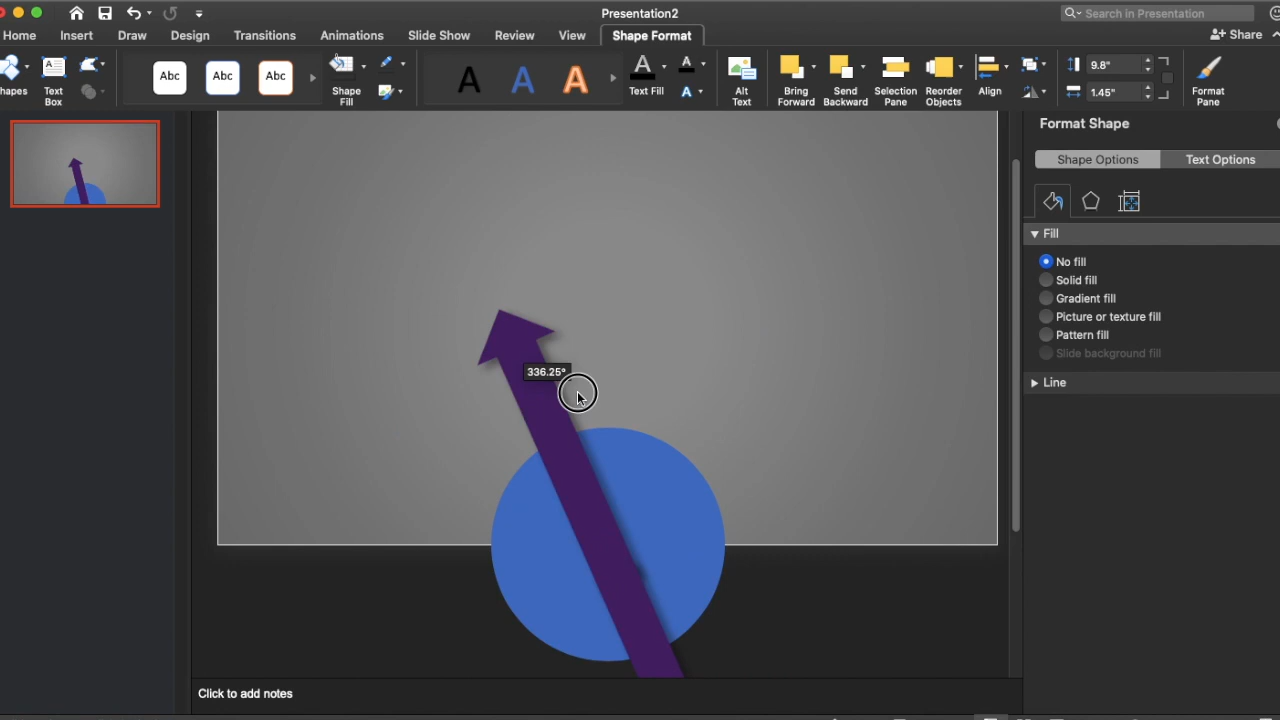 Presentation2
Search in Presentation
Home Insert Draw Design Transitions Animations Slide Show Review View Shape Format
Share
Abc Abc Abc
A A A A A
hapes
Text
Box
Shape
Fill
Text Fill
Alt
Text
Bring
Forward
Send
Backward
Selection
Pane
Reorder
Objects
Align
9.8"
1.45"
Format
Pane
Format Shape
Shape Options Text Options
Fill
No fill
Solid fill
Gradient fill
Picture or texture fill
Pattern fill
Slide background fill
Line
336.25°
Click to add notes